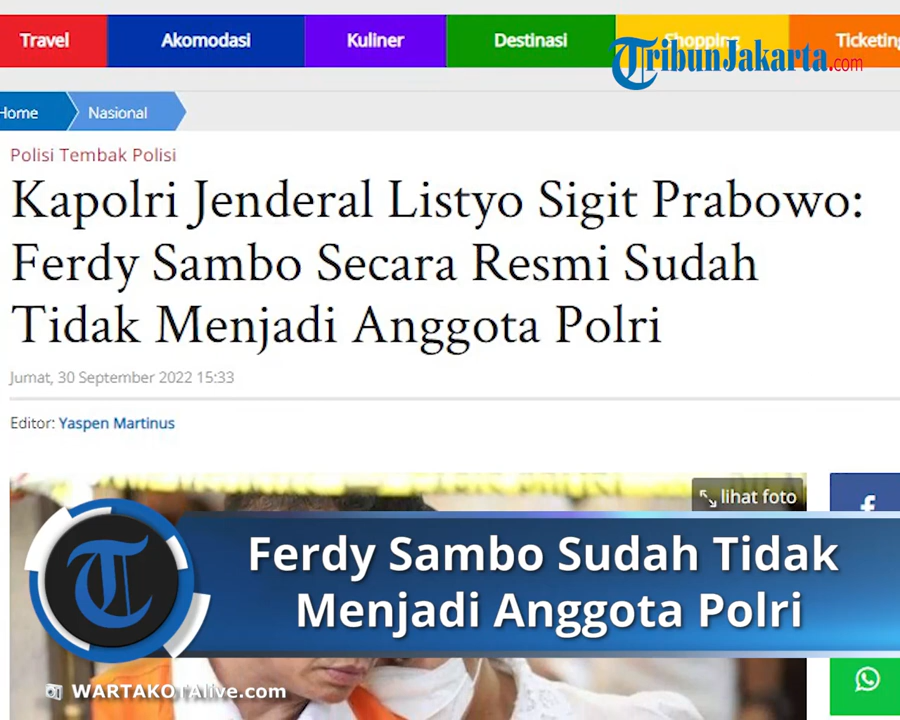 Travel
Akomodasi
Kuliner
Destinasi
Shopping
Ticketing
TribunJakarta.com
Home
Nasional
Polisi Tembak Polisi
Kapolri Jenderal Listyo Sigit Prabowo:
Ferdy Sambo Secara Resmi Sudah
Tidak Menjadi Anggota Polri
Jumat, 30 September 2022 15:33
Editor: Yaspen Martinus
lihat foto
f
Ferdy Sambo Sudah Tidak
Menjadi Anggota Polri
T
WARTAKOTAlive.com